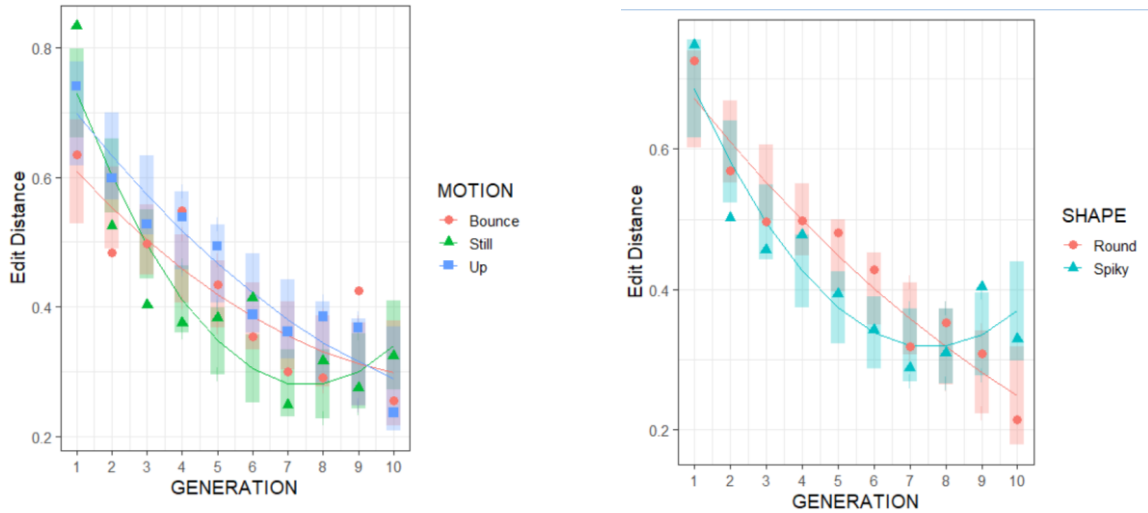 0.8
0.6
0.4
0.2
Edit Distance
1 2 3 4 5 6 7 8 9 10
GENERATION
MOTION
Bounce
Still
Up
0.6
0.4
0.2
Edit Distance
1 2 3 4 5 6 7 8 9 10
GENERATION
SHAPE
Round
Spiky